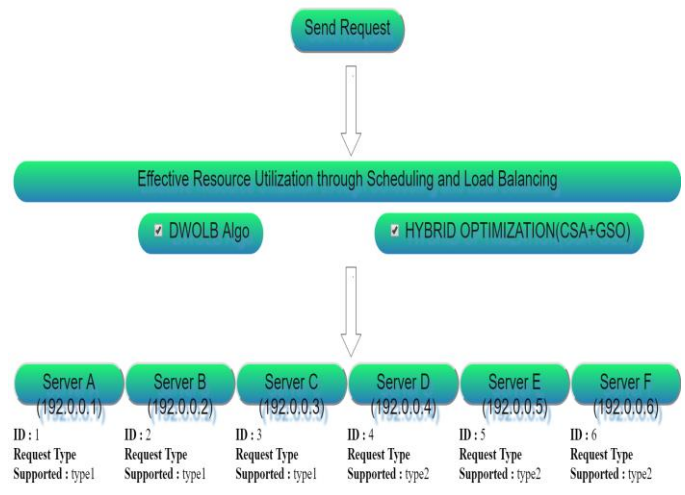 Send Request
Effective Resource Utilization through Scheduling and Load Balancing
DWOLB Algo
HYBRID OPTIMIZATION(CSA+GSO)
Server A
(192.0.0.1)
Server B
(192.0.0.2)
Server C
(192.0.0.3)
Server D
(192.0.0.4)
Server E
(192.0.0.5)
Server F
(192.0.0.6)
ID : 1
Request Type
Supported : type1
ID : 2
Request Type
Supported : type1
ID : 3
Request Type
Supported : type1
ID : 4
Request Type
Supported : type2
ID : 5
Request Type
Supported : type2
ID : 6
Request Type
Supported : type2